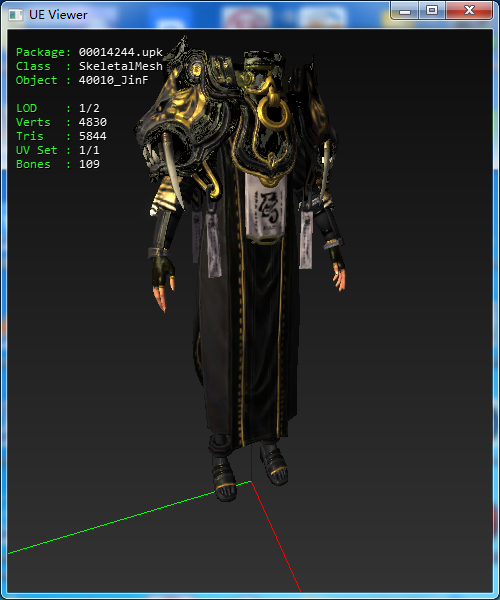 UE Viewer
Package: 00014244.upk
Class : SkeletalMesh
Object : 40010_JinF
LOD : 1/2
Verts : 4830
Tris : 5844
UV Set : 1/1
Bones : 109